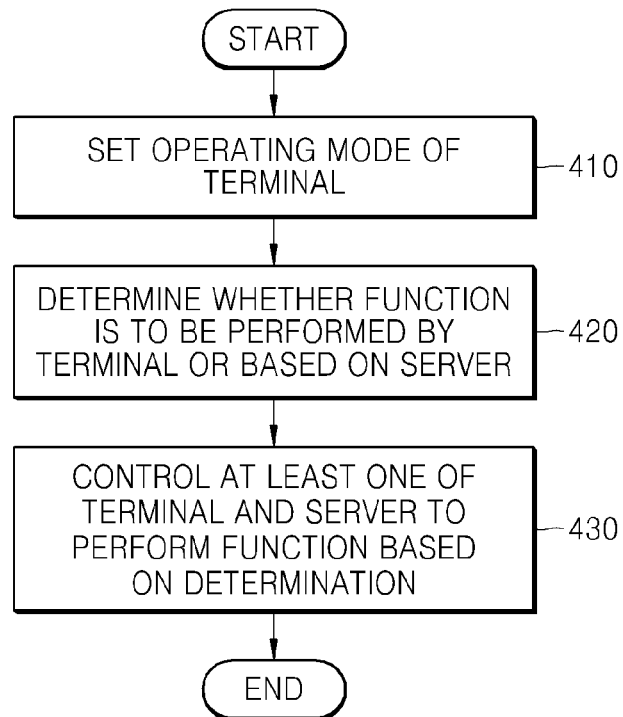 START
SET OPERATING MODE OF
TERMINAL
410
DETERMINE WHETHER FUNCTION
IS TO BE PERFORMED BY
TERMINAL OR BASED ON SERVER
420
CONTROL AT LEAST ONE OF
TERMINAL AND SERVER TO
PERFORM FUNCTION BASED
ON DETERMINATION
430
END